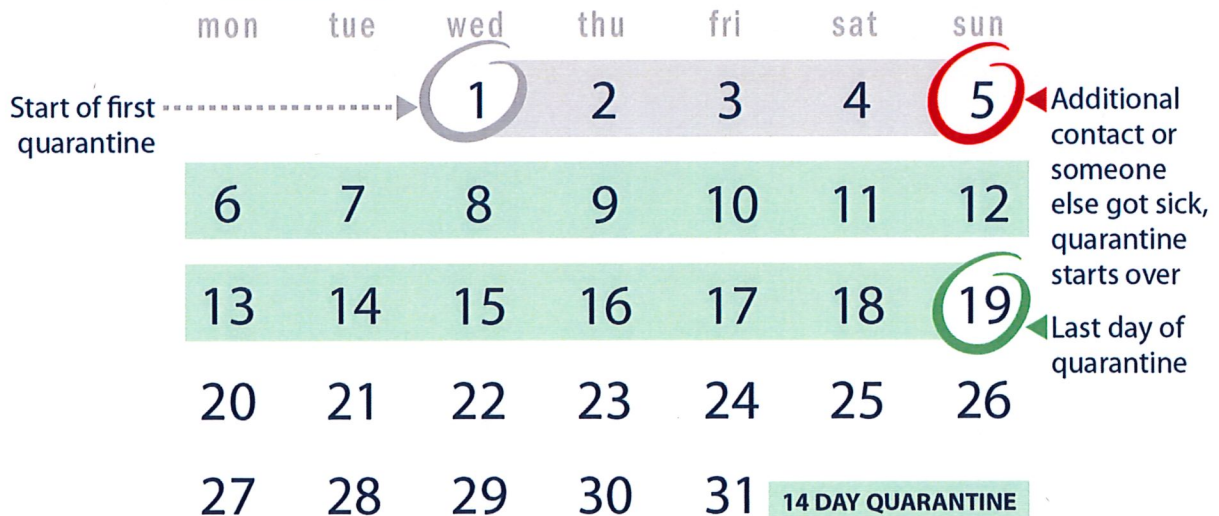 mon tue wed thu fri sat sun
Start of first
quarantine
1 2 3 4 5
Additional
contact or
someone
else got sick,
quarantine
starts over
6 7 8 9 10 11 12
13 14 15 16 17 18 19
Last day of
quarantine
20 21 22 23 24 25 26
27 28 29 30 31
14 DAY QUARANTINE